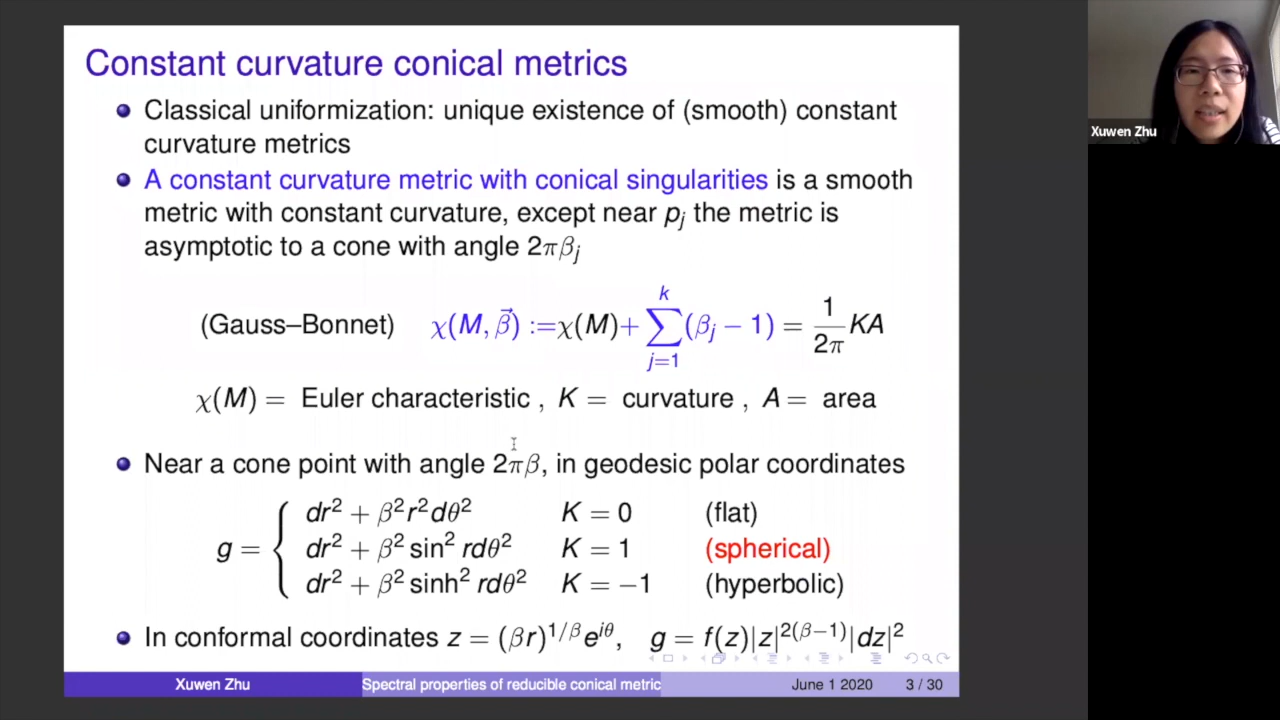 Constant curvature conical metrics
Classical uniformization: unique existence of (smooth) constant
curvature metrics
A constant curvature metric with conical singularities is a smooth
metric with constant curvature, except near pⱼ the metric is
asymptotic to a cone with angle 2πβⱼ
(Gauss–Bonnet) χ(M, β⃗) := χ(M) + ∑_{j=1}^{k} (βⱼ − 1) = 1/2π KA
χ(M) = Euler characteristic , K = curvature , A = area
Near a cone point with angle 2πβ, in geodesic polar coordinates
g = { dr² + β²r²dθ² K = 0 (flat)
dr² + β² sin² rdθ² K = 1 (spherical)
dr² + β² sinh² rdθ² K = −1 (hyperbolic)
In conformal coordinates z = (βr)^{1/β}e^{iθ}, g = f(z)|z|^{2(β−1)}|dz|²
Xuwen Zhu Spectral properties of reducible conical metric June 1 2020 3 / 30
Xuwen Zhu